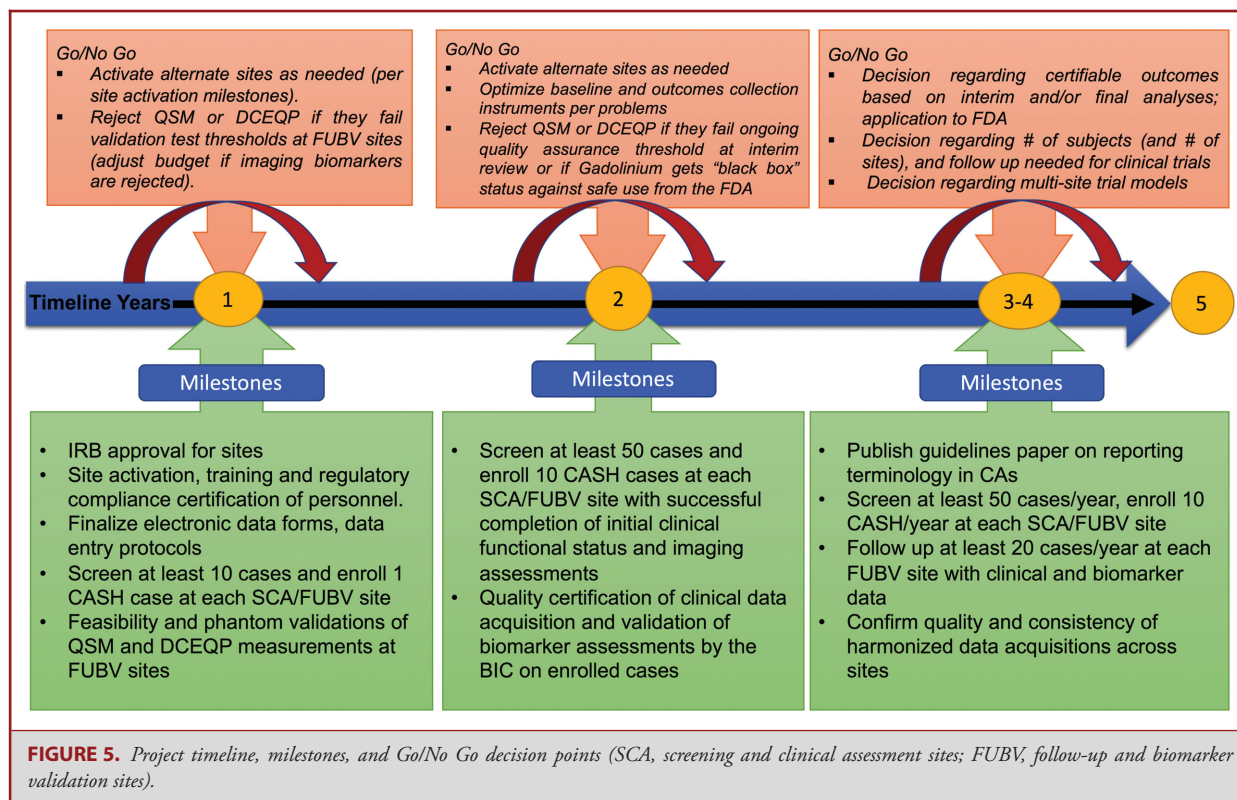 Go/No Go
▪ Activate alternate sites as needed (per
site activation milestones).
▪ Reject QSM or DCEQP if they fail
validation test thresholds at FUBV sites
(adjust budget if imaging biomarkers
are rejected).
Go/No Go
▪ Activate alternate sites as needed
▪ Optimize baseline and outcomes collection
instruments per problems
▪ Reject QSM or DCEQP if they fail ongoing
quality assurance threshold at interim
review or if Gadolinium gets “black box”
status against safe use from the FDA
Go/No Go
▪ Decision regarding certifiable outcomes
based on interim and/or final analyses;
application to FDA
▪ Decision regarding # of subjects (and # of
sites), and follow up needed for clinical trials
▪ Decision regarding multi-site trial models
Timeline Years
1
2
3-4
5
Milestones
Milestones
Milestones
• IRB approval for sites
• Site activation, training and regulatory
compliance certification of personnel.
• Finalize electronic data forms, data
entry protocols
• Screen at least 10 cases and enroll 1
CASH case at each SCA/FUBV site
• Feasibility and phantom validations of
QSM and DCEQP measurements at
FUBV sites
• Screen at least 50 cases and
enroll 10 CASH cases at each
SCA/FUBV site with successful
completion of initial clinical
functional status and imaging
assessments
• Quality certification of clinical data
acquisition and validation of
biomarker assessments by the
BIC on enrolled cases
• Publish guidelines paper on reporting
terminology in CAs
• Screen at least 50 cases/year, enroll 10
CASH/year at each SCA/FUBV site
• Follow up at least 20 cases/year at each
FUBV site with clinical and biomarker
data
• Confirm quality and consistency of
harmonized data acquisitions across
sites
FIGURE 5. Project timeline, milestones, and Go/No Go decision points (SCA, screening and clinical assessment sites; FUBV, follow-up and biomarker
validation sites).